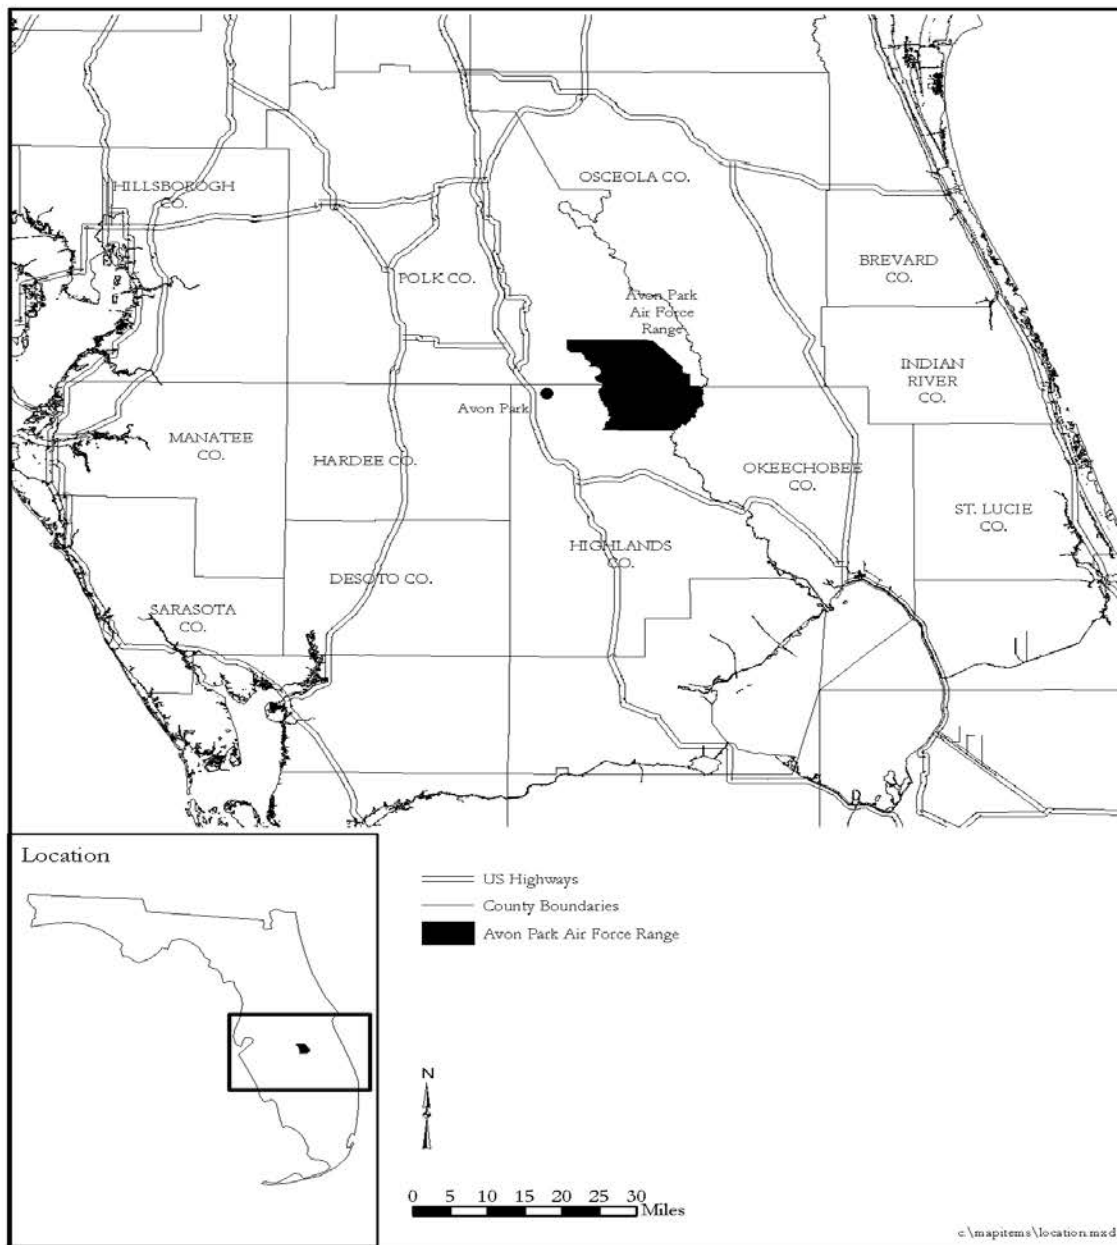 HILLSBOROGH
CO.
OSCEOLA CO.
POLK CO.
BREVARD
CO.
Avon Park
Air Force
Range
INDIAN
RIVER
CO.
Avon Park
MANATEE
CO.
HARDEE CO.
OKEECHOBEE
CO.
ST. LUCIE
CO.
HIGHLANDS
CO.
DESOTO CO.
SARASOTA
CO.
Location
US Highways
County Boundaries
Avon Park Air Force Range
N
0 5 10 15 20 25 30
Miles
c:\mapitems\location.mxd